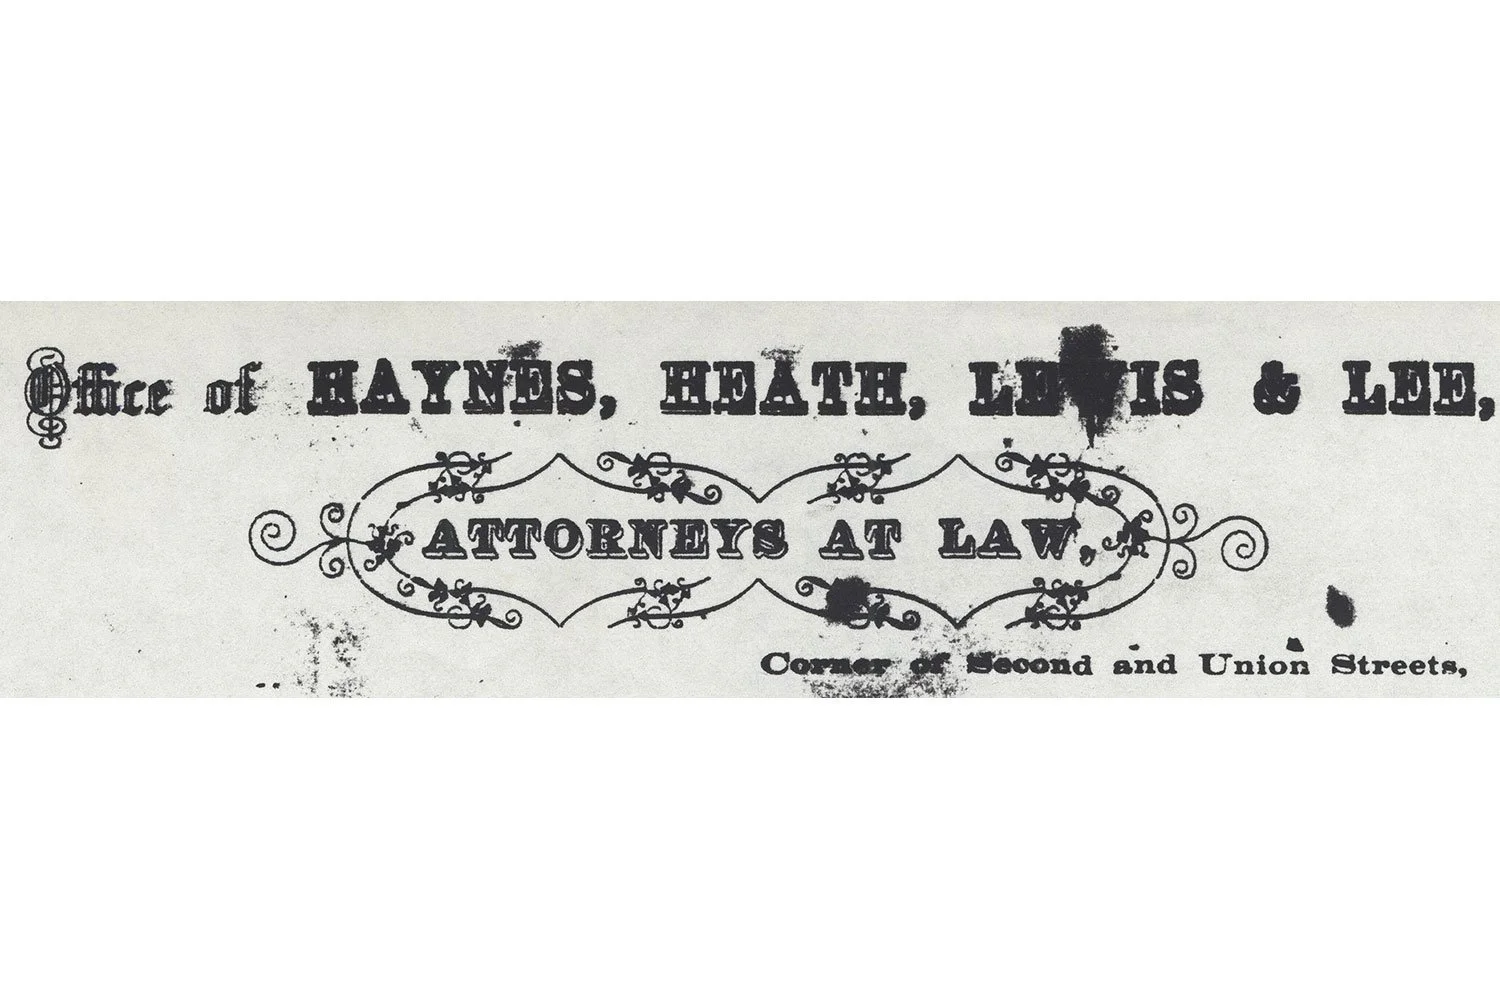 Office of HAYNES, HEATH, LEWIS & LEE,
ATTORNEYS AT LAW,
Corner of Second and Union Streets,